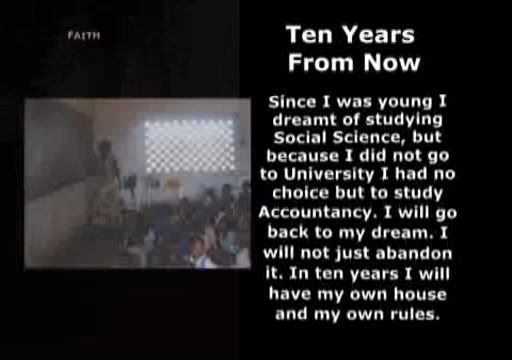 FAITH
Ten Years
From Now
Since I was young I
dreamt of studying
Social Science, but
because I did not go
to University I had no
choice but to study
Accountancy. I will go
back to my dream. I
will not just abandon
it. In ten years I will
have my own house
and my own rules.